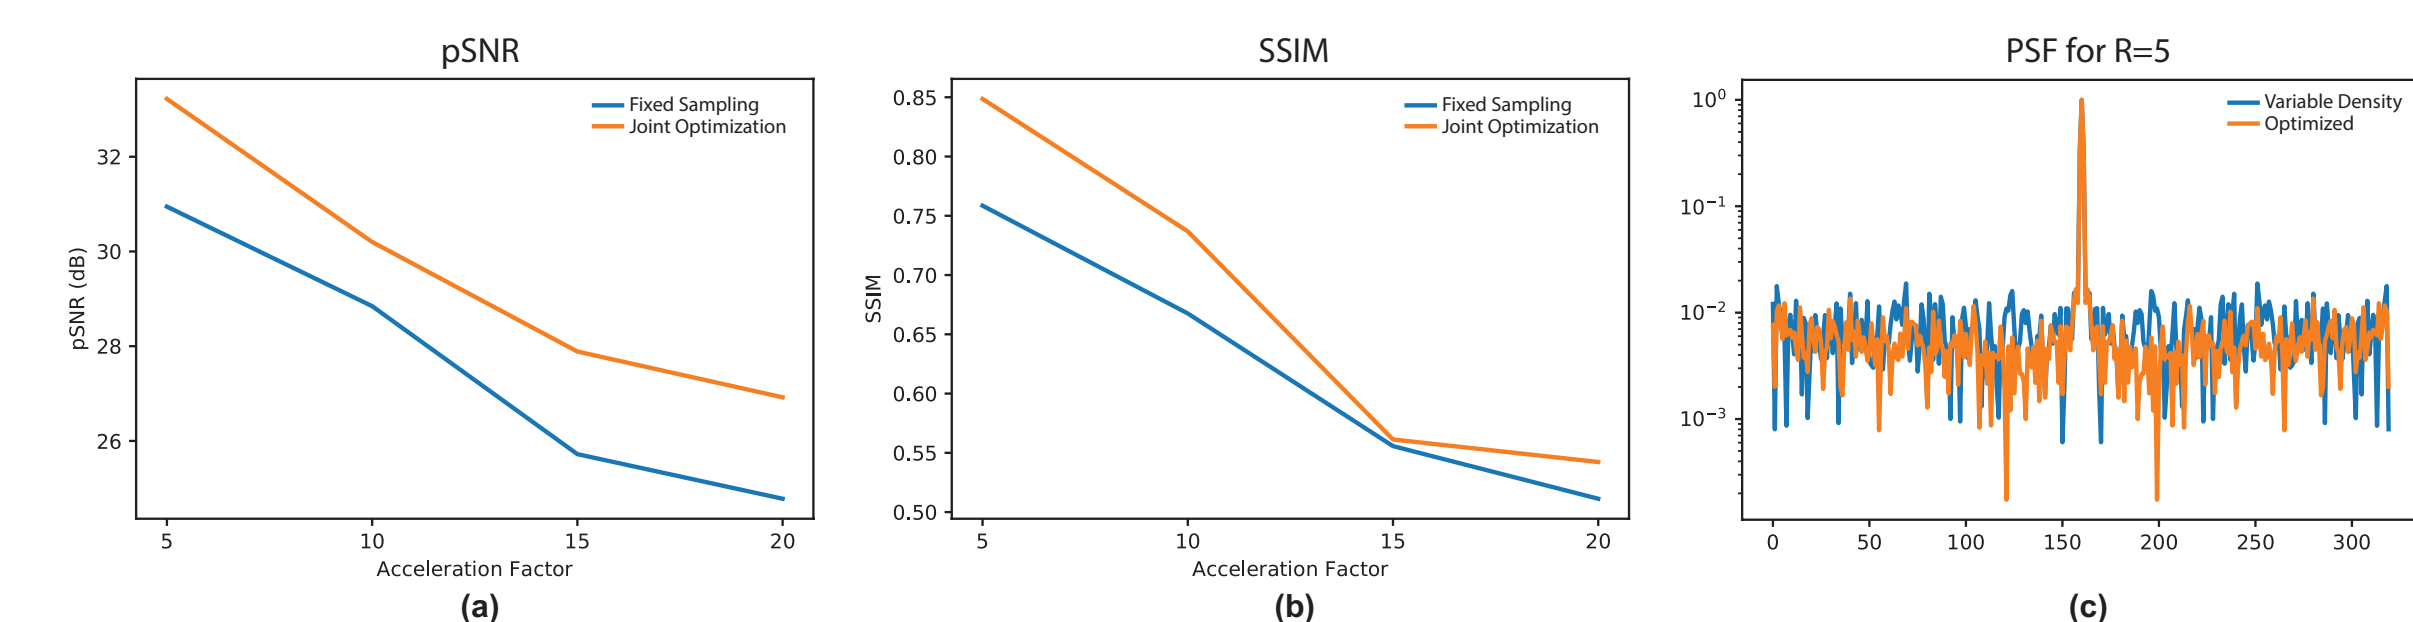 pSNR
Fixed Sampling
Joint Optimization
32
30
28
26
pSNR (dB)
5 10 15 20
Acceleration Factor
(a)
SSIM
Fixed Sampling
Joint Optimization
0.85
0.80
0.75
0.70
0.65
0.60
0.55
0.50
SSIM
5 10 15 20
Acceleration Factor
(b)
PSF for R=5
Variable Density
Optimized
10⁰
10⁻¹
10⁻²
10⁻³
0 50 100 150 200 250 300
(c)